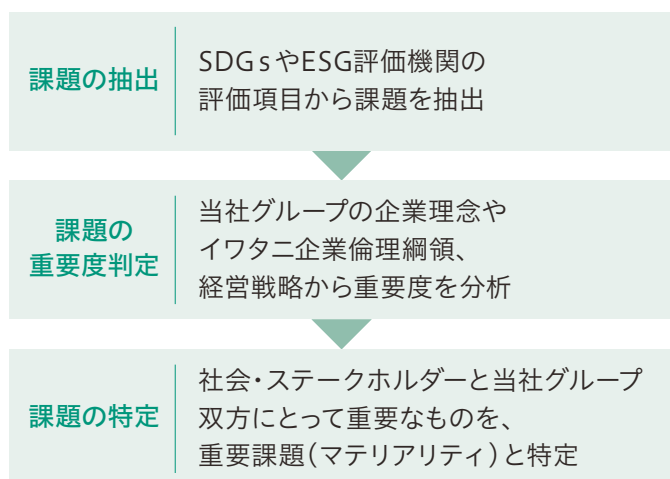 課題の抽出
SDGsやESG評価機関の
評価項目から課題を抽出
課題の
重要度判定
当社グループの企業理念や
イワタニ企業倫理綱領、
経営戦略から重要度を分析
課題の特定
社会・ステークホルダーと当社グループ
双方にとって重要なものを、
重要課題(マテリアリティ)と特定